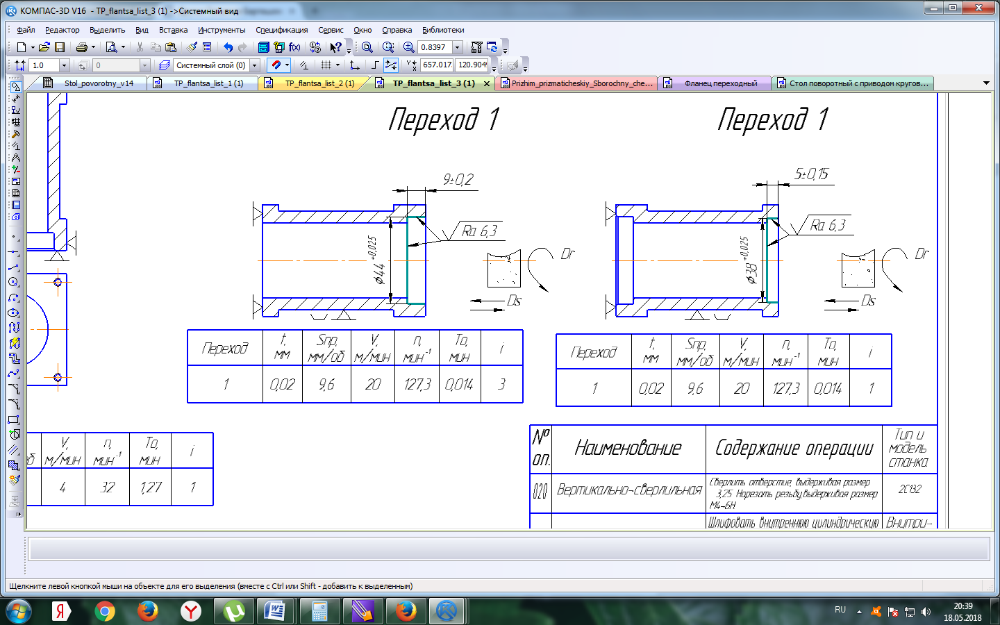 КОМПАС-3D V16 - TP_flantsa_list_3 (1) ->Системный вид
Файл Редактор Выделить Вид Вставка Инструменты Спецификация Сервис Окно Справка Библиотеки
0.8397
1.0 0 Системный слой (0) 657.017 120.904
Stol_povorotny_v14 TP_flantsa_list_1 (1) TP_flantsa_list_2 (1) TP_flantsa_list_3 (1) Prizhim_prizmaticheskiy_Sborochny_che... Фланец переходный Стол поворотный с приводом кругов...
Переход 1
9±0,2
Ra 6,3
⌀44 +0,025
Dr
Ds
Переход t, мм Sпр, мм/об V, м/мин n, мин-1 To, мин i
1 0,02 9,6 20 127,3 0,014 3
Переход 1
5±0,15
Ra 6,3
⌀38 +0,025
Dr
Ds
Переход t, мм Sпр, мм/об V, м/мин n, мин-1 To, мин i
1 0,02 9,6 20 127,3 0,014 1
об V, м/мин n, мин-1 To, мин i
4 32 1,27 1
№ оп. Наименование Содержание операции Тип и модель станка
020 Вертикально-сверлильная Сверлить отверстие, выдерживая размер
3,25 Нарезать резьбу,выдерживая размер
М4-6Н.
2С132
Шлифовать внутреннюю цилиндрическую Внутри-
Щелкните левой кнопкой мыши на объекте для его выделения (вместе с Ctrl или Shift - добавить к выделенным)
RU
20:39
18.05.2018